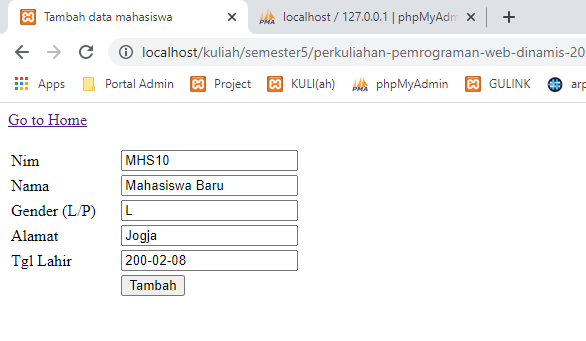 Tambah data mahasiswa
localhost / 127.0.0.1 | phpMyAdm
localhost/kuliah/semester5/perkuliahan-pemrograman-web-dinamis-20
Apps Portal Admin Project KULI(ah) phpMyAdmin GULINK arp
Go to Home
Nim MHS10
Nama Mahasiswa Baru
Gender (L/P) L
Alamat Jogja
Tgl Lahir 200-02-08
Tambah